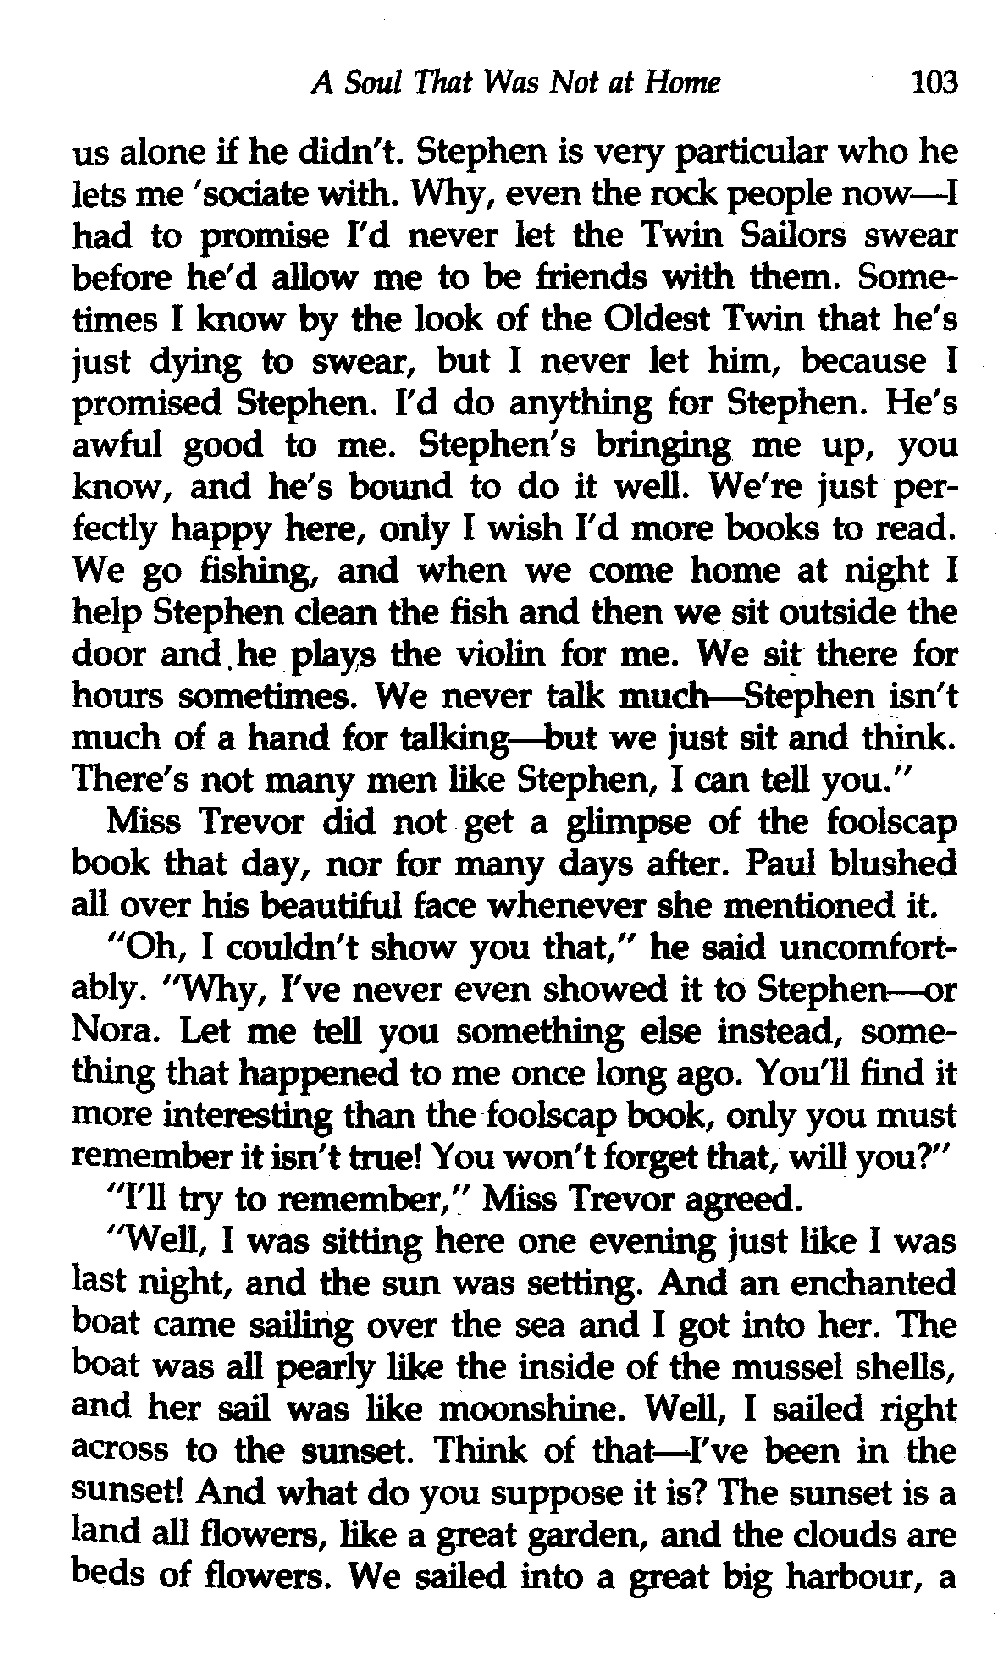 A Soul That Was Not at Home 103
us alone if he didn't. Stephen is very particular who he
lets me 'sociate with. Why, even the rock people now—I
had to promise I'd never let the Twin Sailors swear
before he'd allow me to be friends with them. Some-
times I know by the look of the Oldest Twin that he's
just dying to swear, but I never let him, because I
promised Stephen. I'd do anything for Stephen. He's
awful good to me. Stephen's bringing me up, you
know, and he's bound to do it well. We're just per-
fectly happy here, only I wish I'd more books to read.
We go fishing, and when we come home at night I
help Stephen clean the fish and then we sit outside the
door and he plays the violin for me. We sit there for
hours sometimes. We never talk much—Stephen isn't
much of a hand for talking—but we just sit and think.
There's not many men like Stephen, I can tell you."
Miss Trevor did not get a glimpse of the foolscap
book that day, nor for many days after. Paul blushed
all over his beautiful face whenever she mentioned it.
"Oh, I couldn't show you that," he said uncomfort-
ably. "Why, I've never even showed it to Stephen—or
Nora. Let me tell you something else instead, some-
thing that happened to me once long ago. You'll find it
more interesting than the foolscap book, only you must
remember it isn't true! You won't forget that, will you?"
"I'll try to remember," Miss Trevor agreed.
"Well, I was sitting here one evening just like I was
last night, and the sun was setting. And an enchanted
boat came sailing over the sea and I got into her. The
boat was all pearly like the inside of the mussel shells,
and her sail was like moonshine. Well, I sailed right
across to the sunset. Think of that—I've been in the
sunset! And what do you suppose it is? The sunset is a
land all flowers, like a great garden, and the clouds are
beds of flowers. We sailed into a great big harbour, a